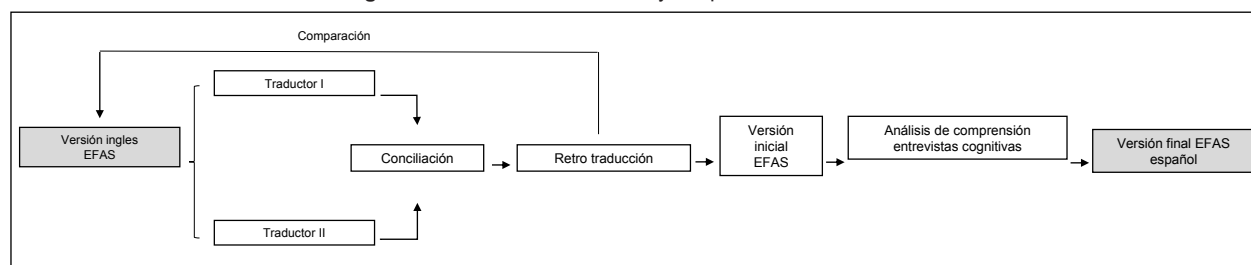 Comparación
Traductor I
Versión ingles
EFAS
Conciliación
Retro traducción
Versión
inicial
EFAS
Análisis de comprensión
entrevistas cognitivas
Versión final EFAS
español
Traductor II